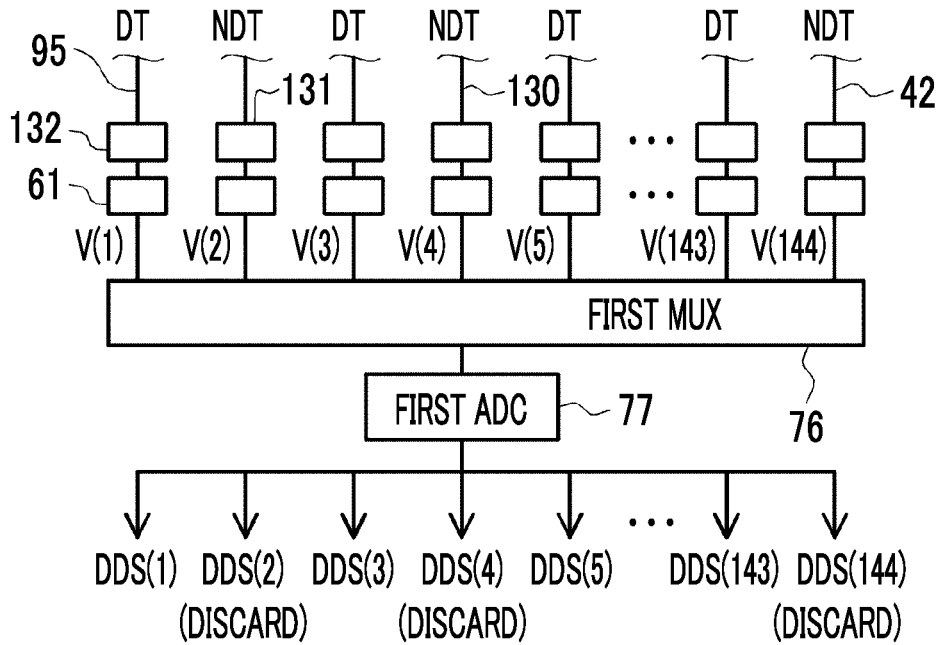 DT NDT DT NDT DT DT NDT
95 131 130 42
132 ...
61 ...
V(1) V(2) V(3) V(4) V(5) V(143) V(144)
FIRST MUX
FIRST ADC 77 76
...
DDS(1) DDS(2) DDS(3) DDS(4) DDS(5) DDS(143) DDS(144)
(DISCARD) (DISCARD) (DISCARD)